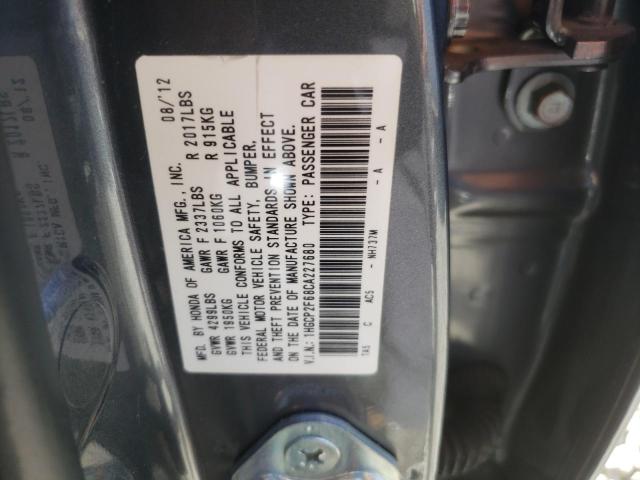 MFD. BY HONDA OF AMERICA MFG., INC. 08/'12
GVWR 4299LBS GAWR F 2337LBS R 2017LBS
GVWR 1950KG GAWR F 1060KG R 915KG
THIS VEHICLE CONFORMS TO ALL APPLICABLE
FEDERAL MOTOR VEHICLE SAFETY, BUMPER,
AND THEFT PREVENTION STANDARDS IN EFFECT
ON THE DATE OF MANUFACTURE SHOWN ABOVE.
V.I.N.: 1HGCP2F68CA227680 TYPE: PASSENGER CAR
TA5 C AC5 - NH737M - A - A